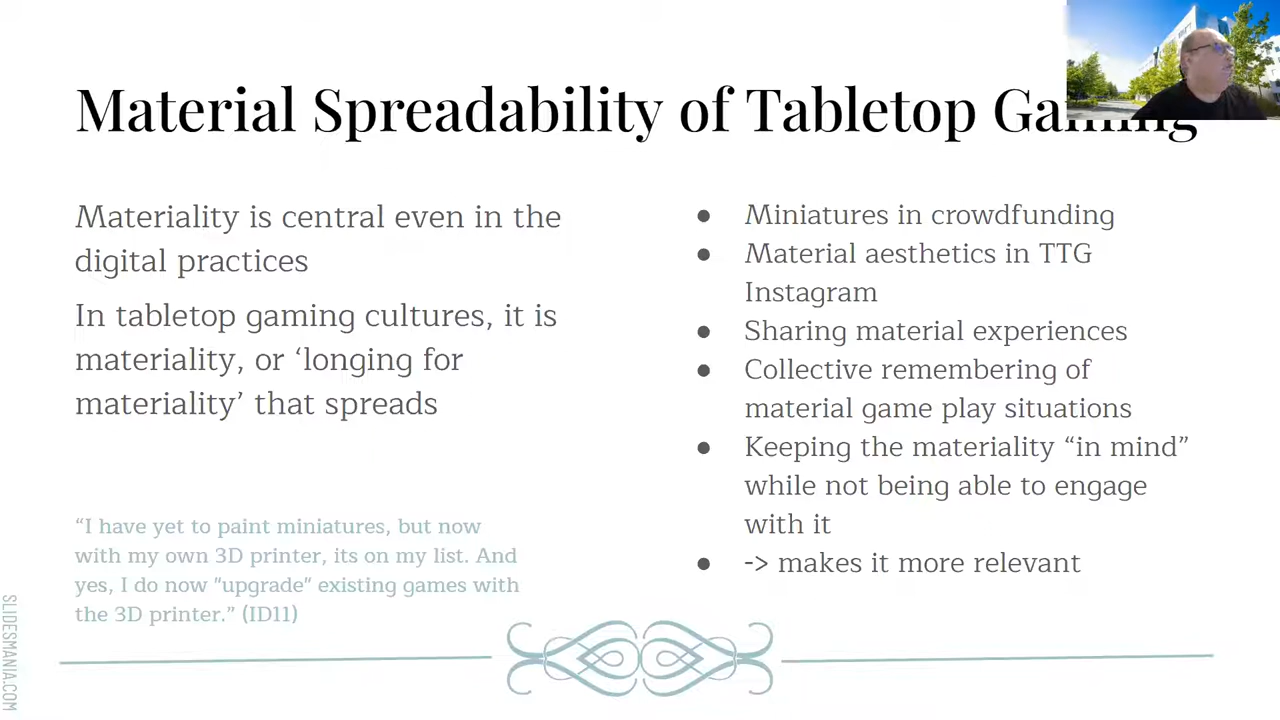 Material Spreadability of Tabletop Gaming
Materiality is central even in the
digital practices
In tabletop gaming cultures, it is
materiality, or ‘longing for
materiality’ that spreads
“I have yet to paint miniatures, but now
with my own 3D printer, its on my list. And
yes, I do now "upgrade" existing games with
the 3D printer.” (ID11)
● Miniatures in crowdfunding
● Material aesthetics in TTG
Instagram
● Sharing material experiences
● Collective remembering of
material game play situations
● Keeping the materiality “in mind”
while not being able to engage
with it
● -> makes it more relevant
SLIDESMANIA.COM